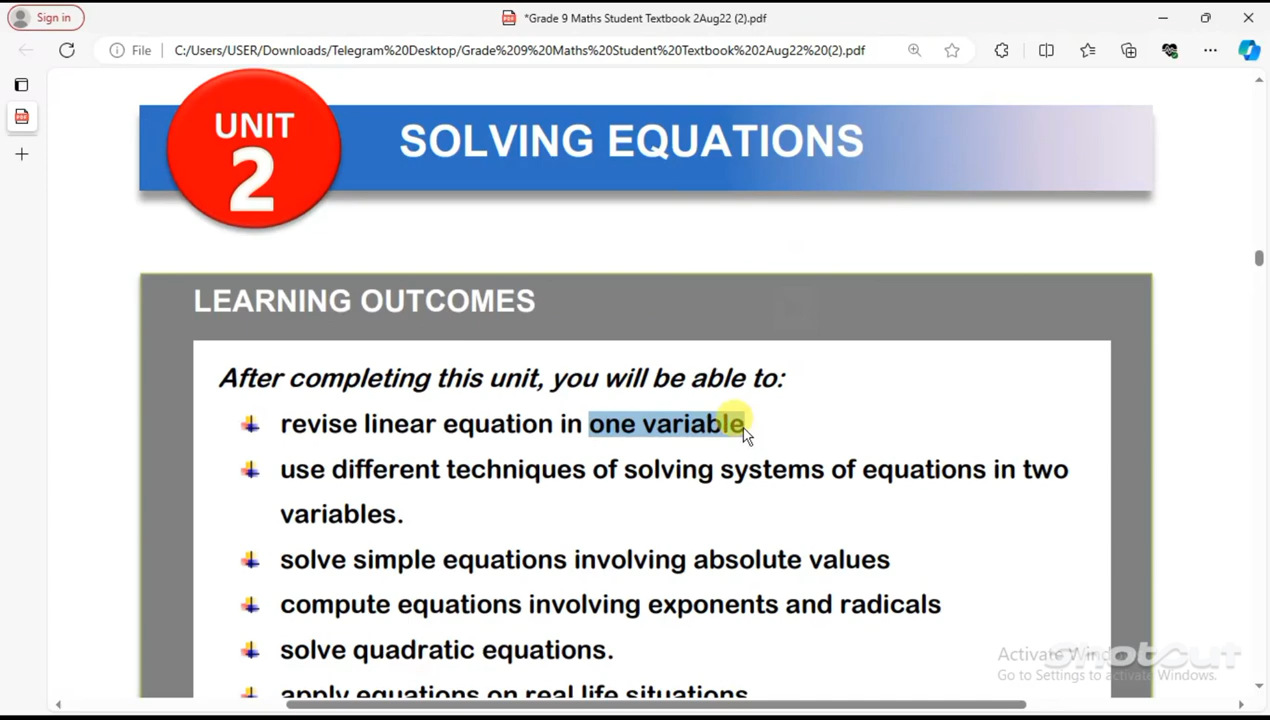 Sign in
*Grade 9 Maths Student Textbook 2Aug22 (2).pdf
File
C:/Users/USER/Downloads/Telegram%20Desktop/Grade%209%20Maths%20Student%20Textbook%202Aug22%20(2).pdf
UNIT
2
SOLVING EQUATIONS
LEARNING OUTCOMES
After completing this unit, you will be able to:
revise linear equation in one variable
use different techniques of solving systems of equations in two
variables.
solve simple equations involving absolute values
compute equations involving exponents and radicals
solve quadratic equations.
apply equations on real life situations
Activate Windows
shotcut
Go to Settings to activate Windows.